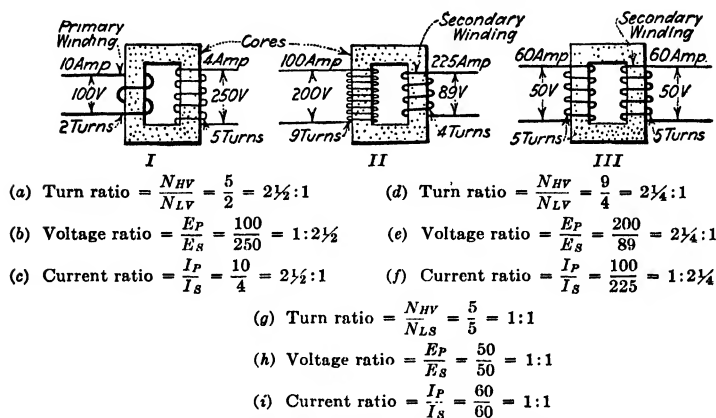 Primary Winding
10Amp
100V
2Turns
Cores
4Amp
250V
5Turns
I
100Amp
200V
9Turns
Secondary Winding
225Amp
89V
4Turns
II
60Amp
50V
5Turns
Secondary Winding
60Amp
50V
5Turns
III
(a) Turn ratio = N_HV/N_LV = 5/2 = 2½:1
(d) Turn ratio = N_HV/N_LV = 9/4 = 2¼:1
(b) Voltage ratio = E_P/E_S = 100/250 = 1:2½
(e) Voltage ratio = E_P/E_S = 200/89 = 2¼:1
(c) Current ratio = I_P/I_S = 10/4 = 2½:1
(f) Current ratio = I_P/I_S = 100/225 = 1:2¼
(g) Turn ratio = N_HV/N_LS = 5/5 = 1:1
(h) Voltage ratio = E_P/E_S = 50/50 = 1:1
(i) Current ratio = I_P/I_S = 60/60 = 1:1